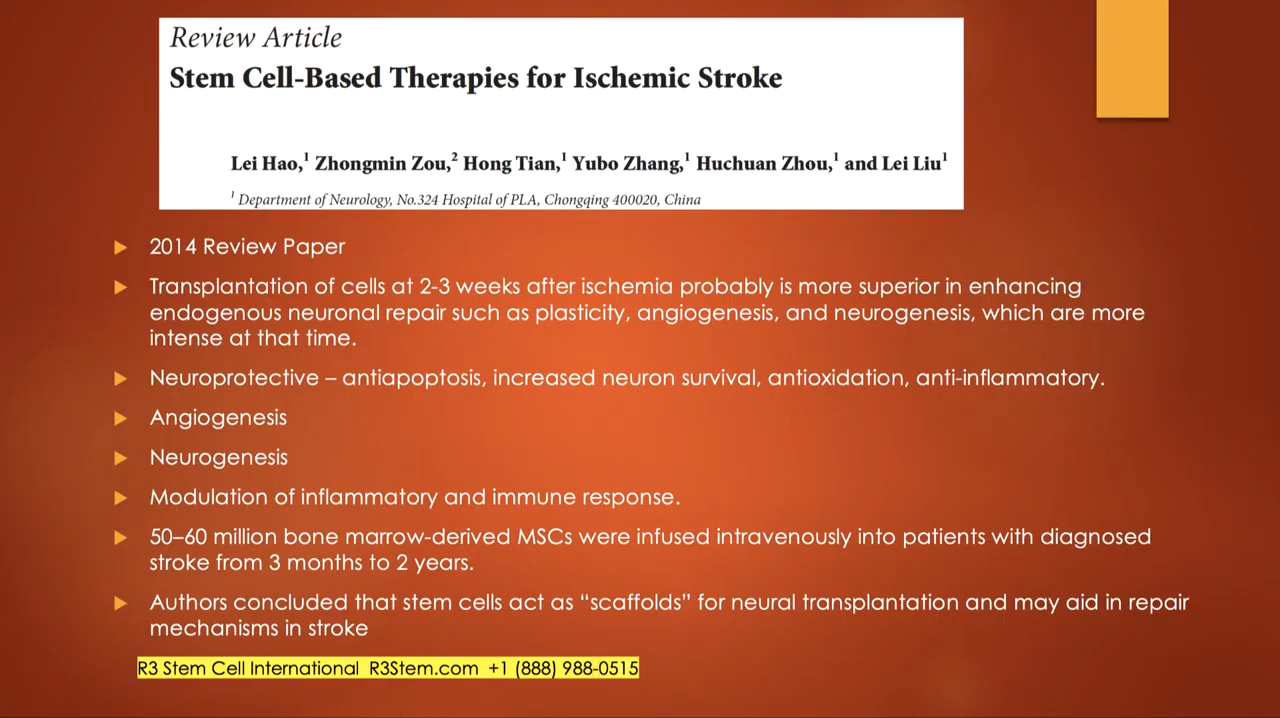 Review Article
Stem Cell-Based Therapies for Ischemic Stroke
Lei Hao,¹ Zhongmin Zou,² Hong Tian,¹ Yubo Zhang,¹ Huchuan Zhou,¹ and Lei Liu¹
¹ Department of Neurology, No.324 Hospital of PLA, Chongqing 400020, China
2014 Review Paper
Transplantation of cells at 2-3 weeks after ischemia probably is more superior in enhancing
endogenous neuronal repair such as plasticity, angiogenesis, and neurogenesis, which are more
intense at that time.
Neuroprotective – antiapoptosis, increased neuron survival, antioxidation, anti-inflammatory.
Angiogenesis
Neurogenesis
Modulation of inflammatory and immune response.
50–60 million bone marrow-derived MSCs were infused intravenously into patients with diagnosed
stroke from 3 months to 2 years.
Authors concluded that stem cells act as “scaffolds” for neural transplantation and may aid in repair
mechanisms in stroke
R3 Stem Cell International R3Stem.com +1 (888) 988-0515